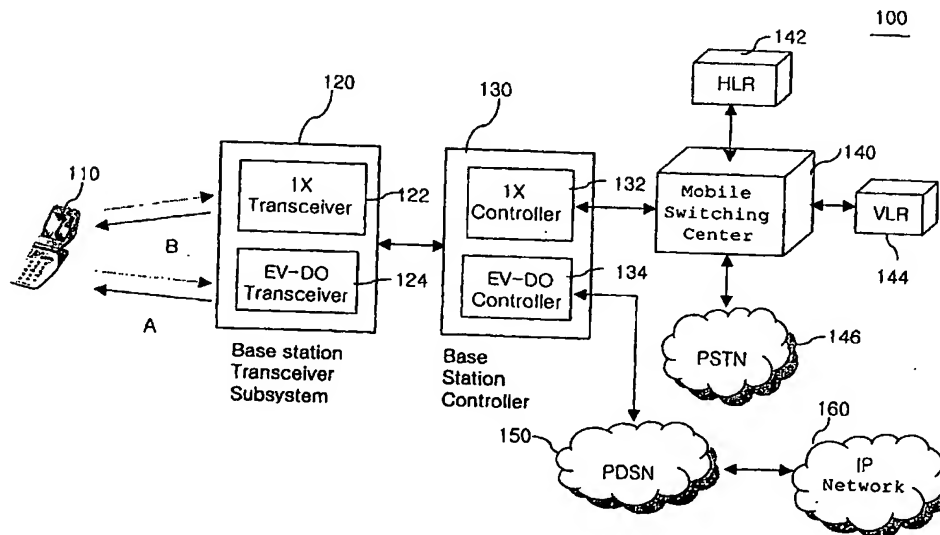 100
142
HLR
120
130
110
1X
Transceiver
122
1X
Controller
132
140
Mobile
Switching
Center
VLR
144
B
EV-DO
Transceiver
124
EV-DO
Controller
134
A
Base station
Transceiver
Subsystem
Base
Station
Controller
PSTN
146
150
PDSN
160
IP
Network